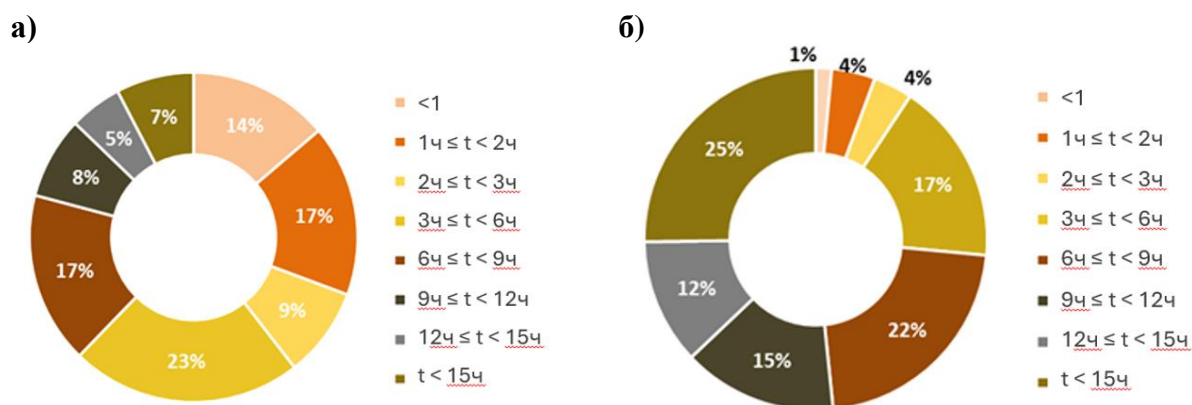 а)
14%
17%
9%
23%
17%
8%
5%
7%
<1
1ч ≤ t < 2ч
2ч ≤ t < 3ч
3ч ≤ t < 6ч
6ч ≤ t < 9ч
9ч ≤ t < 12ч
12ч ≤ t < 15ч
t < 15ч
б)
1%
4%
4%
17%
22%
15%
12%
25%
<1
1ч ≤ t < 2ч
2ч ≤ t < 3ч
3ч ≤ t < 6ч
6ч ≤ t < 9ч
9ч ≤ t < 12ч
12ч ≤ t < 15ч
t < 15ч